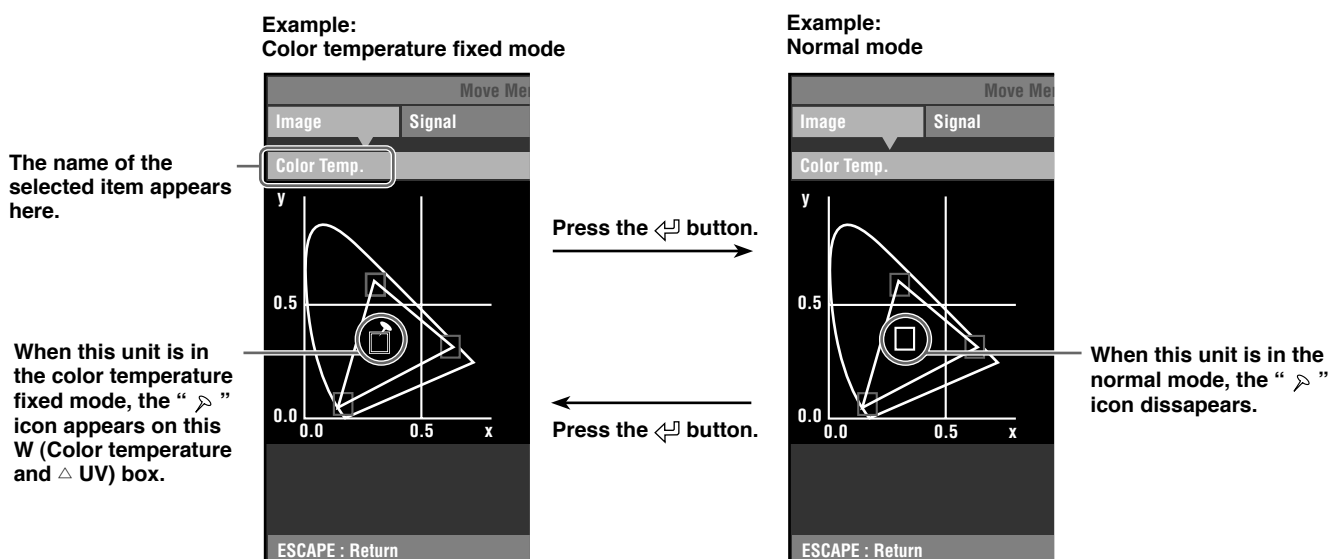 Example:
Color temperature fixed mode
Example:
Normal mode
Move Me
Image
Signal
Color Temp.
y
0.5
0.0
0.0
0.5
x
ESCAPE : Return
The name of the
selected item appears
here.
When this unit is in
the color temperature
fixed mode, the “ ”
icon appears on this
W (Color temperature
and △ UV) box.
Press the button.
Press the button.
Move Me
Image
Signal
Color Temp.
y
0.5
0.0
0.0
0.5
x
ESCAPE : Return
When this unit is in the
normal mode, the “ ”
icon dissapears.